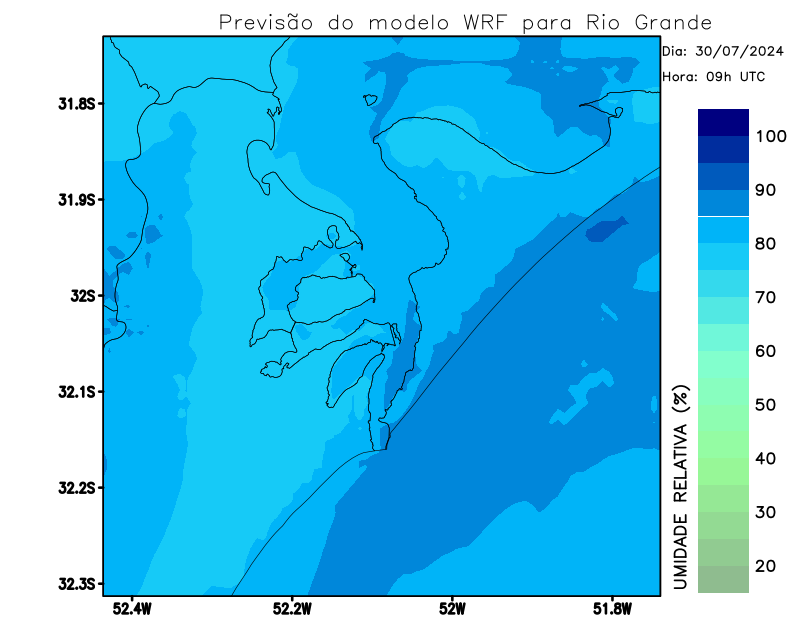 Previsão do modelo WRF para Rio Grande
Dia: 30/07/2024
Hora: 09h UTC
31.8S
31.9S
32S
32.1S
32.2S
32.3S
52.4W
52.2W
52W
51.8W
100
90
80
70
60
50
40
30
20
UMIDADE RELATIVA (%)